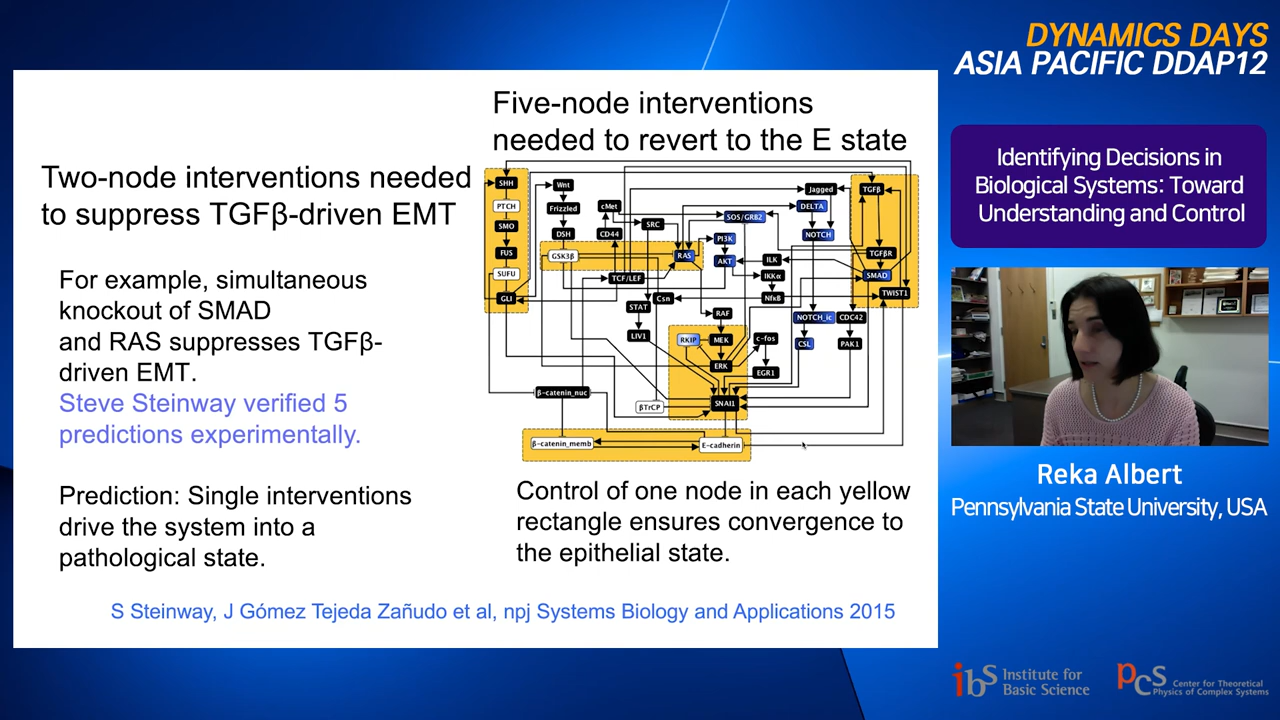 DYNAMICS DAYS
ASIA PACIFIC DDAP12
Identifying Decisions in
Biological Systems: Toward
Understanding and Control
Reka Albert
Pennsylvania State University, USA
Five-node interventions
needed to revert to the E state
Two-node interventions needed
to suppress TGFβ-driven EMT
For example, simultaneous
knockout of SMAD
and RAS suppresses TGFβ-
driven EMT.
Steve Steinway verified 5
predictions experimentally.
Prediction: Single interventions
drive the system into a
pathological state.
SHH
PTCH
SMO
FUS
SUFU
GLI
Wnt
Frizzled
DSH
GSK3β
cMet
CD44
SRC
SOS/GRB2
Jagged
DELTA
NOTCH
TGFβ
TGFβR
SMAD
TWIST1
PI3K
AKT
RAS
ILK
IKKα
NfκB
TCF/LEF
Csn
STAT
LIV1
RAF
NOTCH_ic
CDC42
CSL
PAK1
RKIP
MEK
c-fos
ERK
EGR1
β-catenin_nuc
βTrCP
SNAI1
β-catenin_memb
E-cadherin
Control of one node in each yellow
rectangle ensures convergence to
the epithelial state.
S Steinway, J Gómez Tejeda Zañudo et al, npj Systems Biology and Applications 2015
ibS Institute for
Basic Science
PCS Center for Theoretical
Physics of Complex Systems